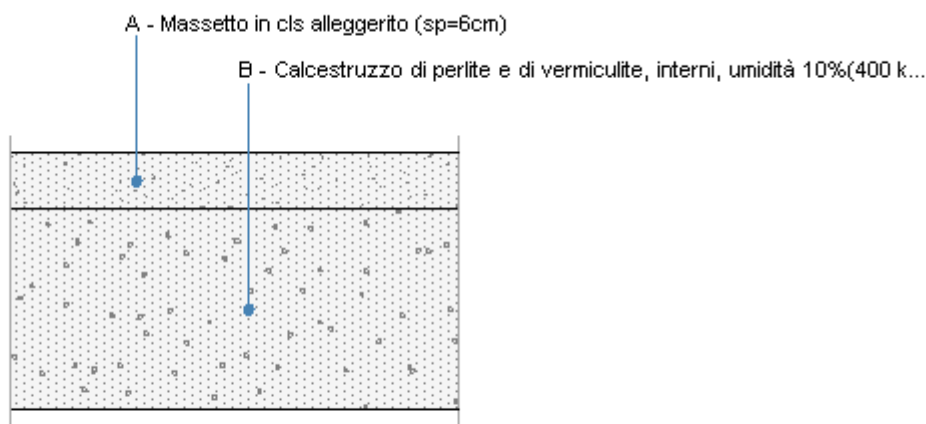 A - Massetto in cls alleggerito (sp=6cm)
B - Calcestruzzo di perlite e di vermiculite, interni, umidità 10%(400 k...